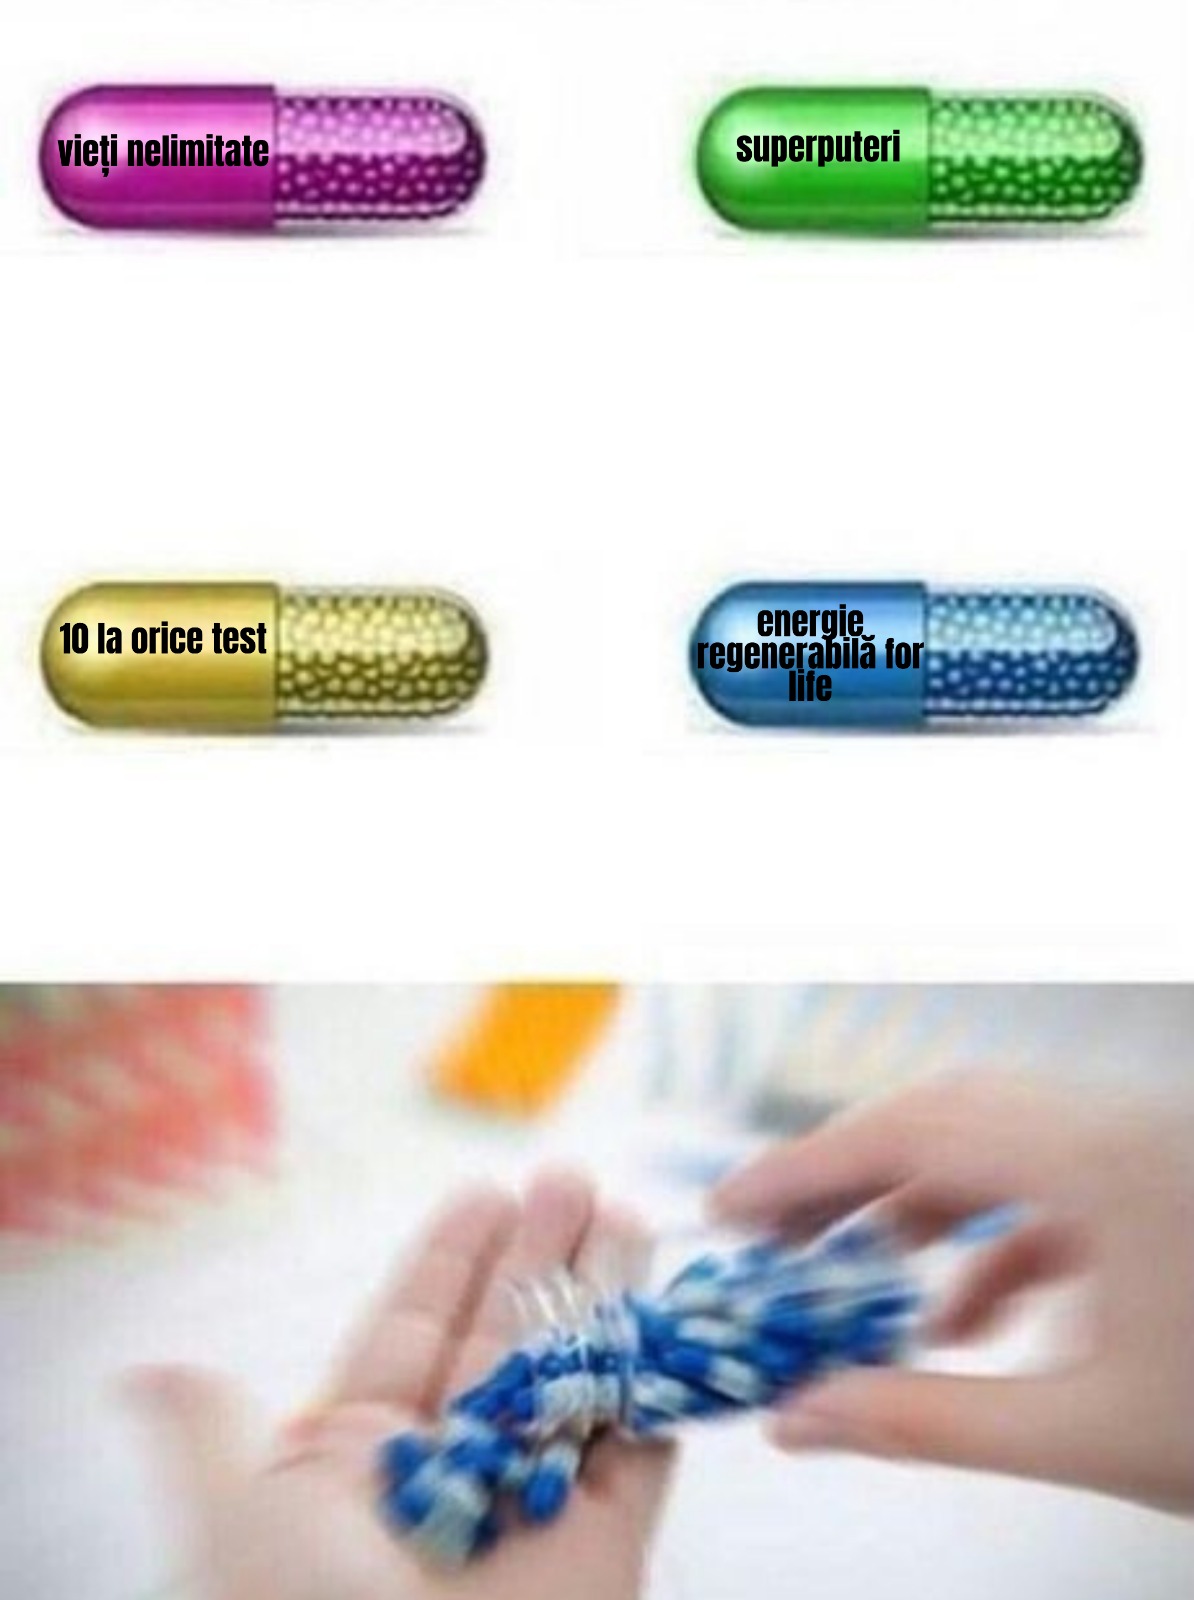 vieți nelimitate
superputeri
10 la orice test
energie
regenerabilă for
life